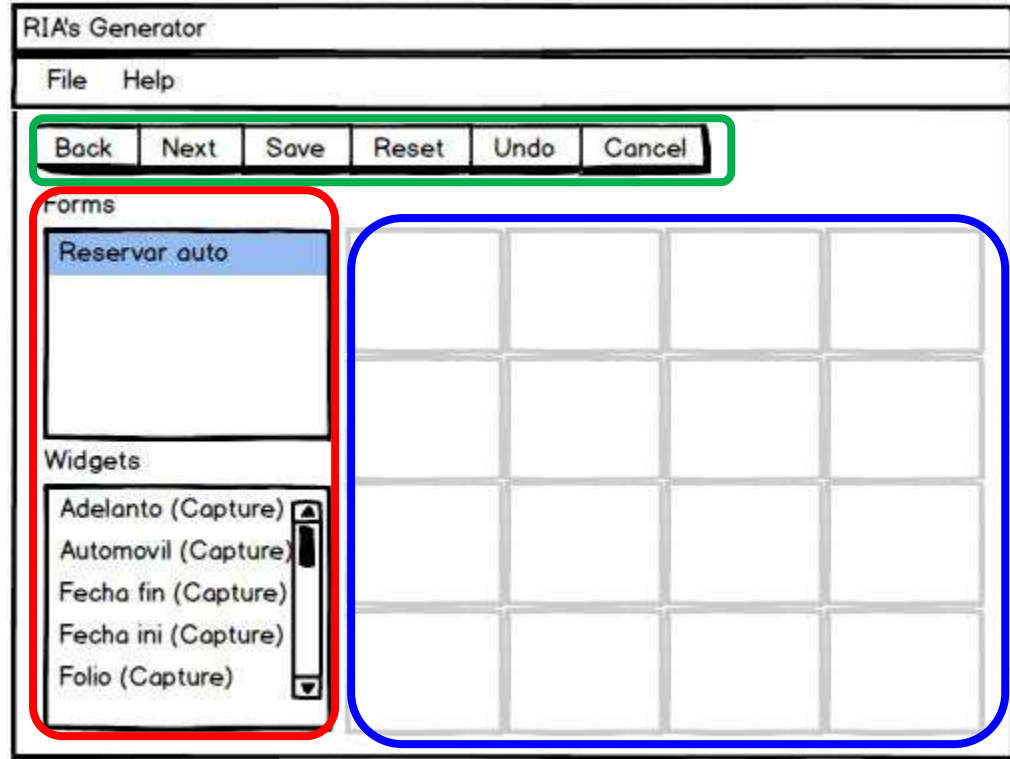 RIA's Generator
File Help
Back Next Save Reset Undo Cancel
Forms
Reservar auto
Widgets
Adelanto (Capture)
Automovil (Capture)
Fecha fin (Capture)
Fecha ini (Capture)
Folio (Capture)